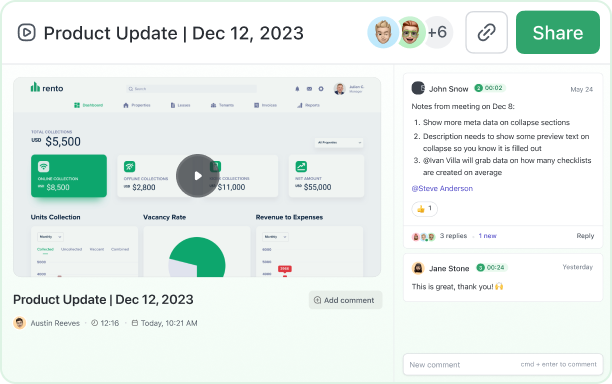 Product Update | Dec 12, 2023
+6
Share
rento
Search
Dashboard
Properties
Leases
Tenants
Invoices
Reports
TOTAL COLLECTIONS
USD $5,500
All Properties
ONLINE COLLECTION
USD $8,500
OFFLINE COLLECTION
USD $2,800
$11,000
NET AMOUNT
USD $55,000
Units Collection
Vacancy Rate
Revenue to Expenses
Monthly
Monthly
Collected
Uncollected
Combined
Product Update | Dec 12, 2023
Add comment
Austin Reeves · 12:16 · Today, 10:21 AM
John Snow
00:02
May 24
Notes from meeting on Dec 8:
1. Show more meta data on collapse sections
2. Description needs to show some preview text on
collapse so you know it is filled out
3. @Ivan Villa will grab data on how many checklists
are created on average
@Steve Anderson
👍 1
3 replies · 1 new
Reply
Jane Stone
00:24
Yesterday
This is great, thank you! 🙌
New comment
cmd + enter to comment